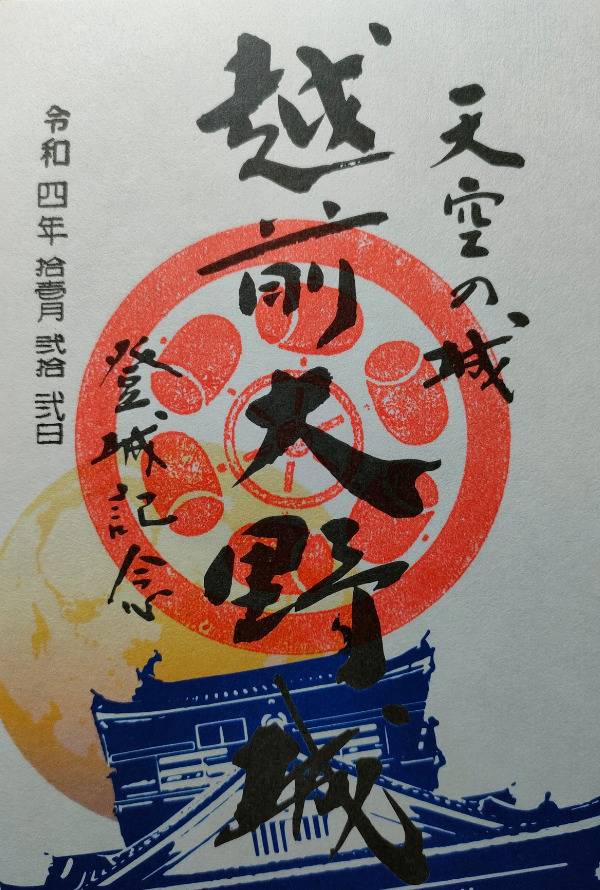 天空の城
越前大野城
登城記念
令和四年拾壱月弐拾弐日